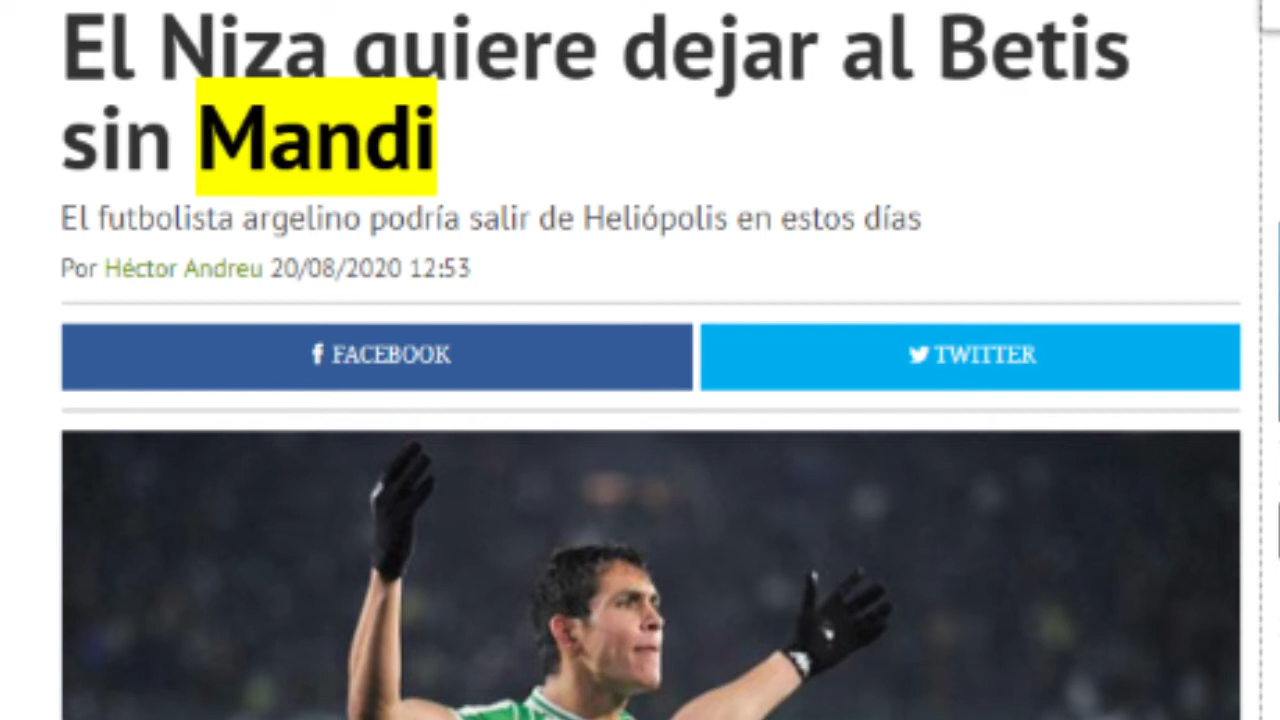 El Niza quiere dejar al Betis
sin Mandi
El futbolista argelino podría salir de Heliópolis en estos días
Por Héctor Andreu 20/08/2020 12:53
FACEBOOK
TWITTER